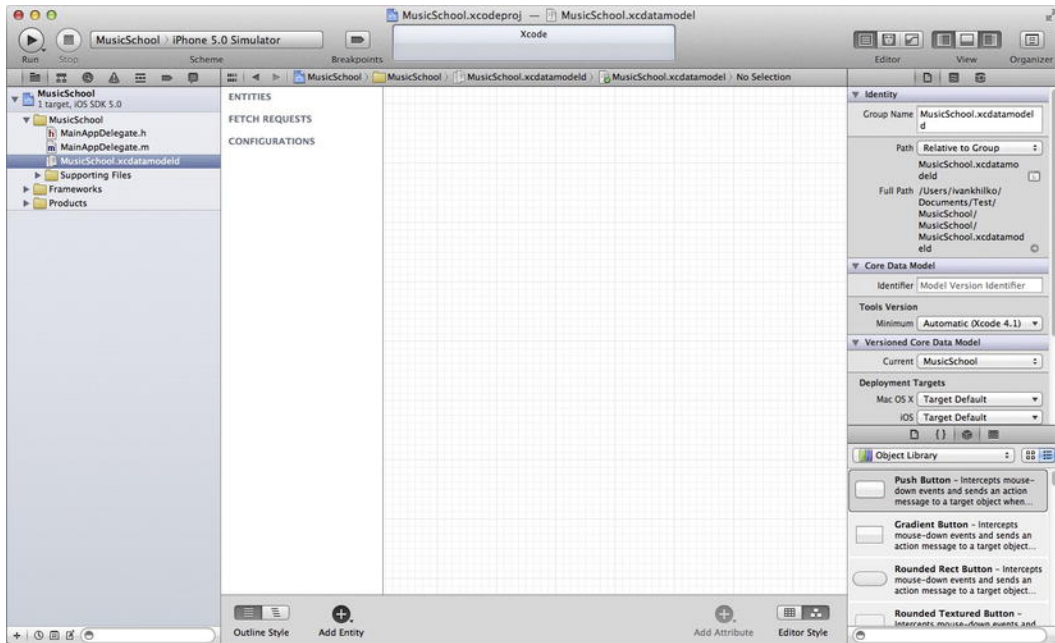 MusicSchool.xcodeproj — MusicSchool.xcdatamodel
MusicSchool iPhone 5.0 Simulator
Xcode
Run Stop Scheme Breakpoints Editor View Organizer
MusicSchool MusicSchool MusicSchool.xcdatamodeld MusicSchool.xcdatamodel No Selection
MusicSchool
1 target, iOS SDK 5.0
MusicSchool
MainAppDelegate.h
MainAppDelegate.m
MusicSchool.xcdatamodeld
Supporting Files
Frameworks
Products
ENTITIES
FETCH REQUESTS
CONFIGURATIONS
Outline Style Add Entity Add Attribute Editor Style
Identity
Group Name MusicSchool.xcdatamodel
d
Path Relative to Group
MusicSchool.xcdatamo
deld
Full Path /Users/ivankhilko/
Documents/Test/
MusicSchool/
MusicSchool/
MusicSchool.xcdatamod
eld
Core Data Model
Identifier Model Version Identifier
Tools Version
Minimum Automatic (Xcode 4.1)
Versioned Core Data Model
Current MusicSchool
Deployment Targets
Mac OS X Target Default
iOS Target Default
Object Library
Push Button - Intercepts mouse-
down events and sends an action
message to a target object when...
Gradient Button - Intercepts
mouse-down events and sends an
action message to a target object...
Rounded Rect Button - Intercepts
mouse-down events and sends an
action message to a target object...
Rounded Textured Button -
Intercepts mouse-down events and